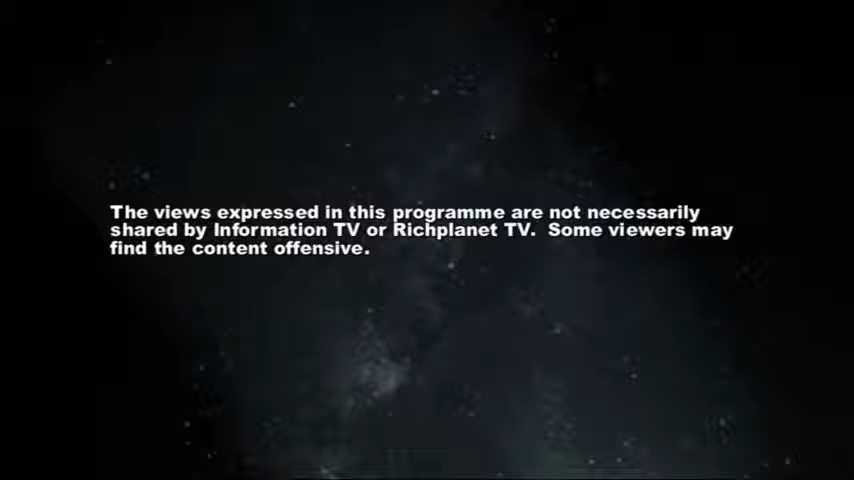 The views expressed in this programme are not necessarily
shared by Information TV or Richplanet TV.  Some viewers may
find the content offensive.